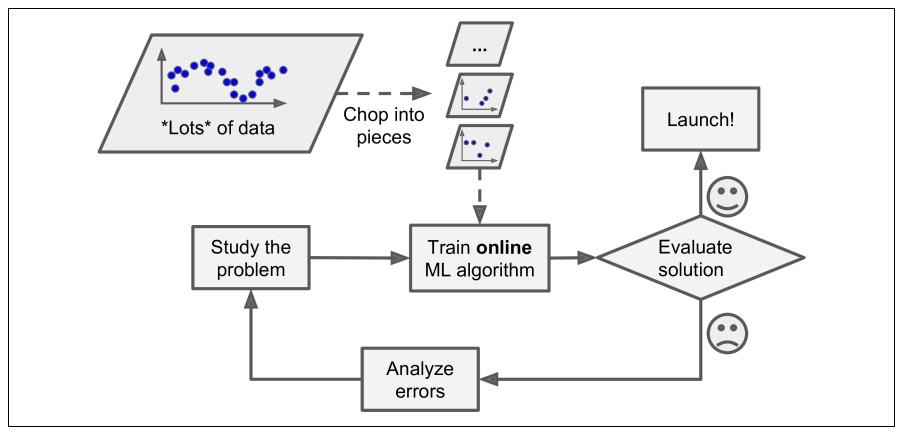 *Lots* of data
Chop into
pieces
...
Launch!
Study the
problem
Train online
ML algorithm
Evaluate
solution
Analyze
errors